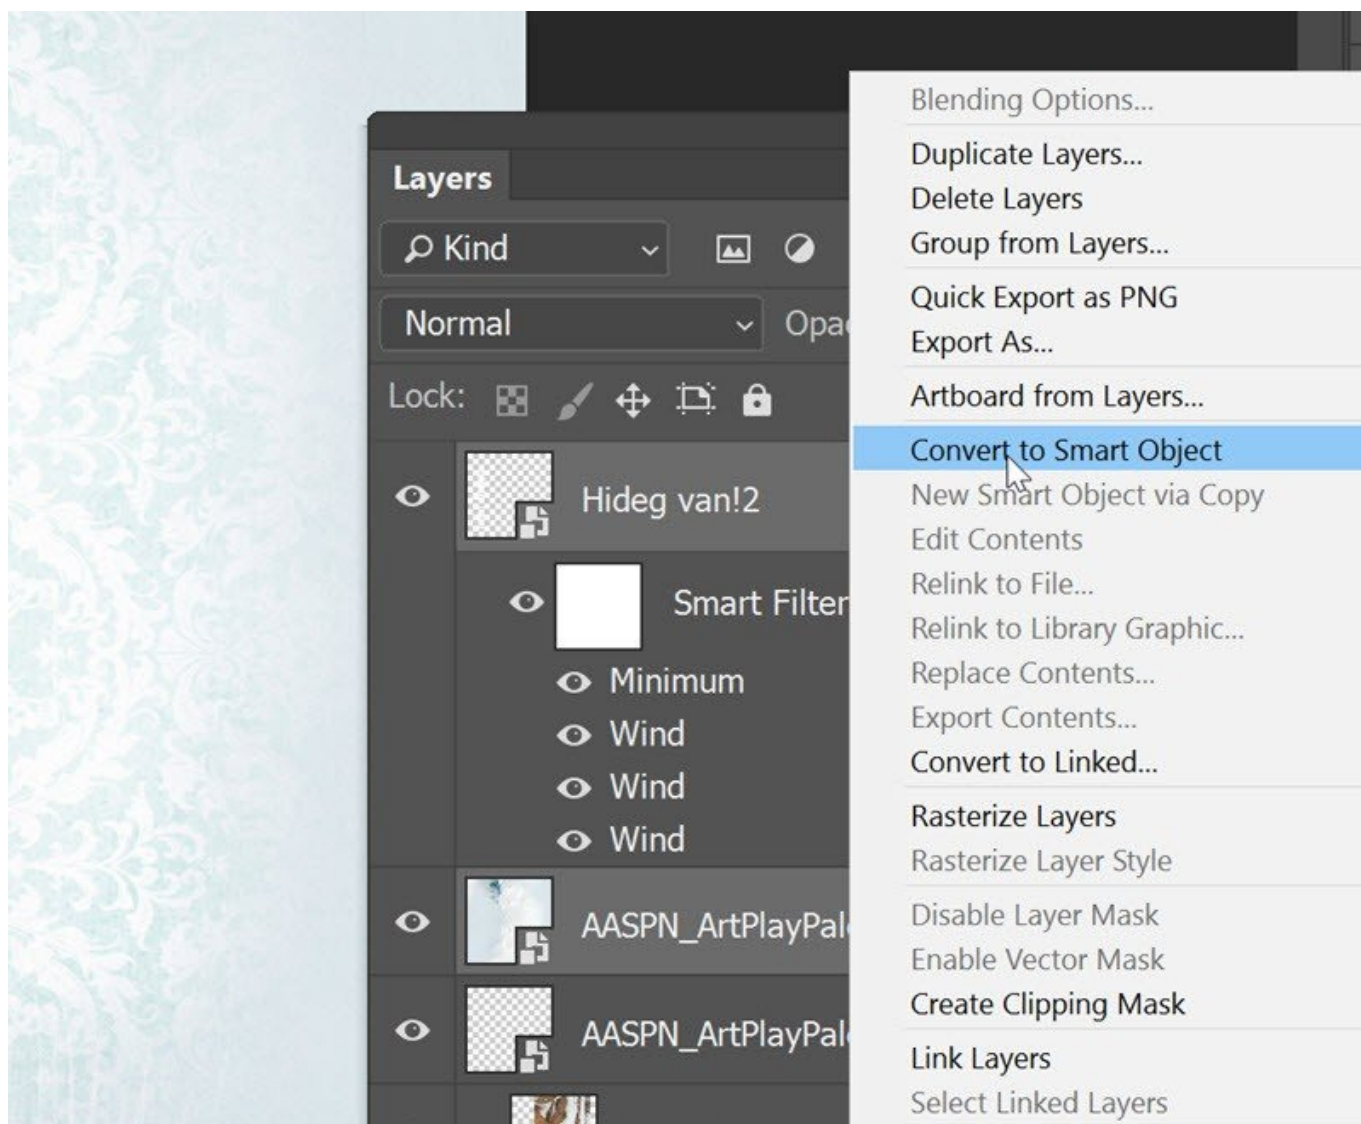 Layers
Kind
Normal
Lock:
Hideg van!2
Smart Filter
Minimum
Wind
Wind
Wind
AASPN_ArtPlayPal
AASPN_ArtPlayPal
Blending Options...
Duplicate Layers...
Delete Layers
Group from Layers...
Quick Export as PNG
Export As...
Artboard from Layers...
Convert to Smart Object
New Smart Object via Copy
Edit Contents
Relink to File...
Relink to Library Graphic...
Replace Contents...
Export Contents...
Convert to Linked...
Rasterize Layers
Rasterize Layer Style
Disable Layer Mask
Enable Vector Mask
Create Clipping Mask
Link Layers
Select Linked Layers